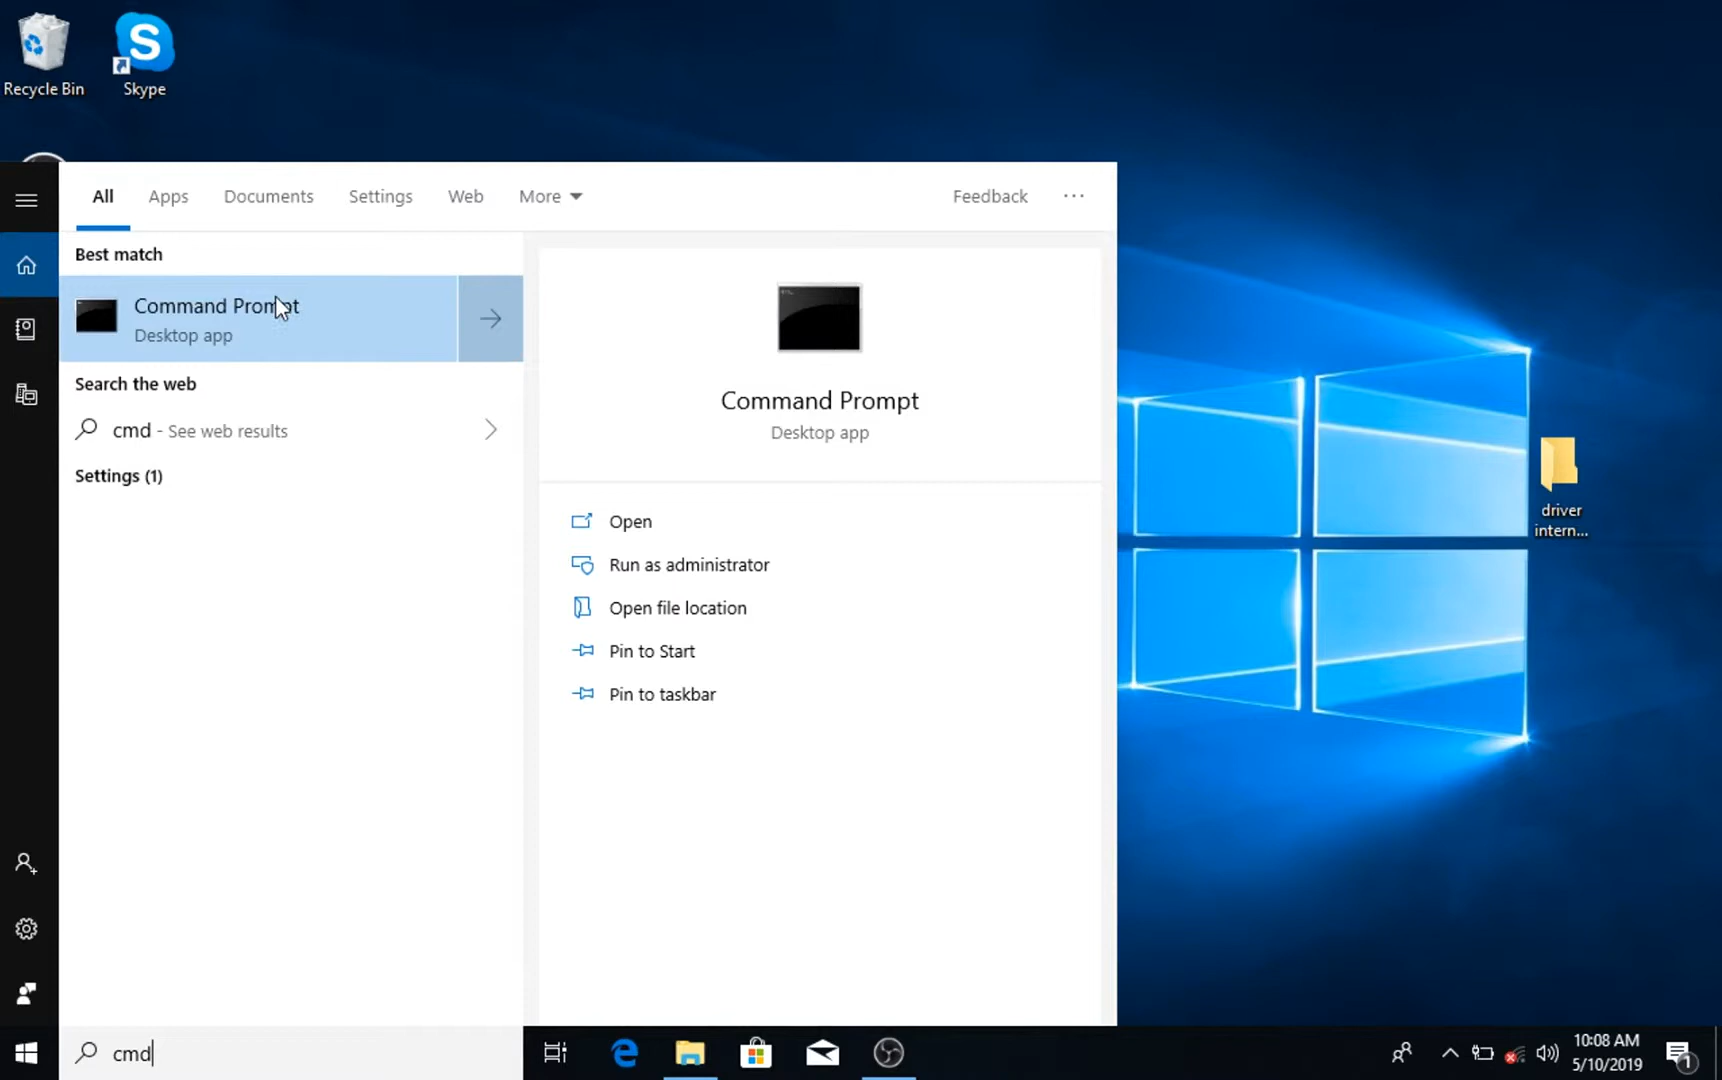 Recycle Bin
Skype
All
Apps
Documents
Settings
Web
More
Feedback
Best match
Command Prompt
Desktop app
Search the web
cmd - See web results
Settings (1)
Command Prompt
Desktop app
Open
Run as administrator
Open file location
Pin to Start
Pin to taskbar
driver
intern...
cmd
10:08 AM
5/10/2019
1